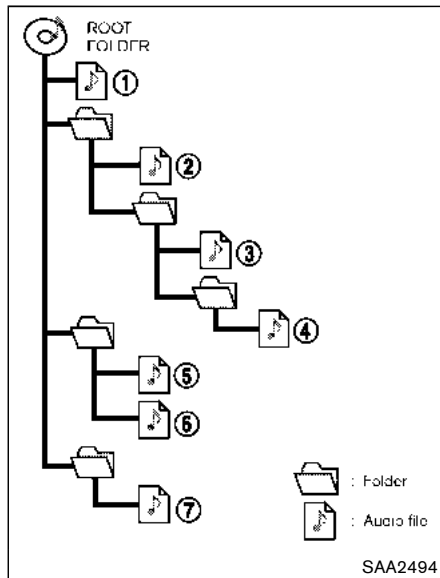 ROOT
FOLDER
①
②
③
④
⑤
⑥
⑦
: Folder
: Audio file
SAA2494